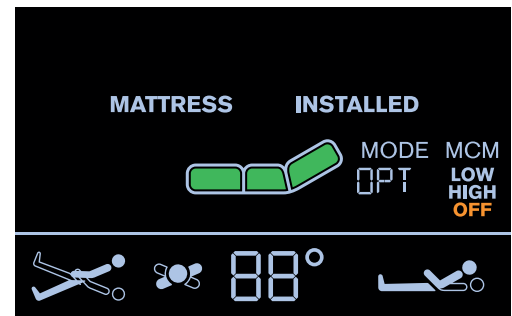 MATTRESS INSTALLED
MODE MCM
OPT LOW
HIGH
OFF
88°